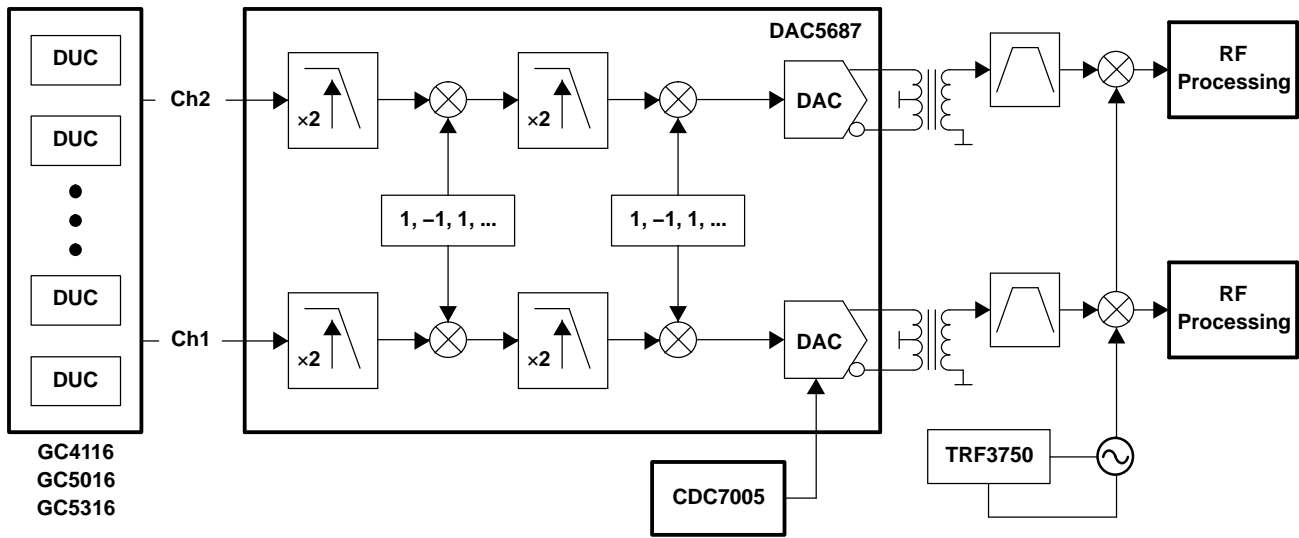 DAC5687
DUC
DUC
DUC
DUC
GC4116
GC5016
GC5316
Ch2
×2
×2
DAC
RF
Processing
1, –1, 1, ...
1, –1, 1, ...
Ch1
×2
×2
DAC
RF
Processing
CDC7005
TRF3750